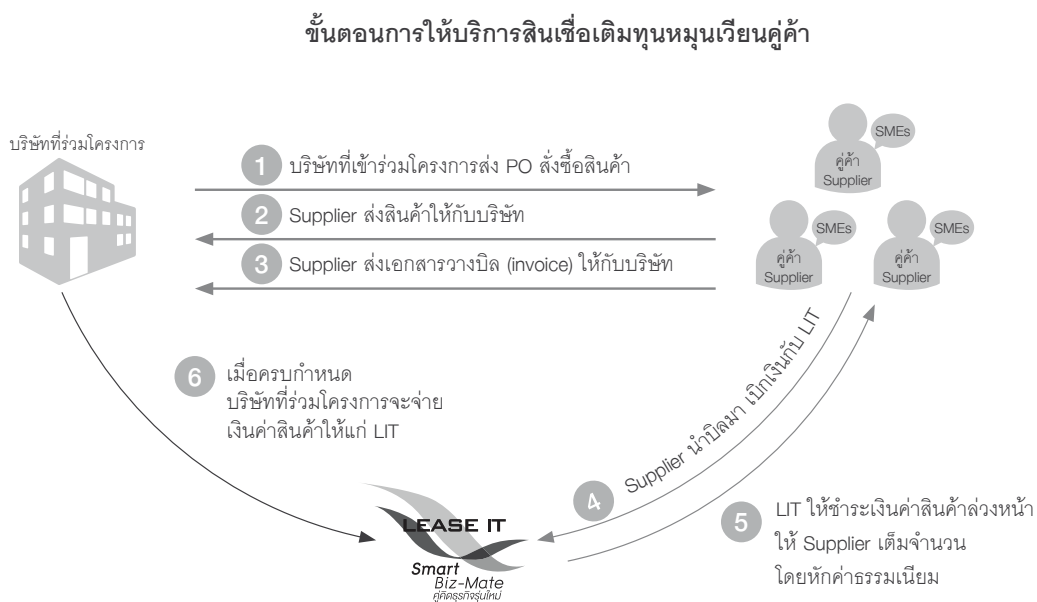 ขั้นตอนการให้บริการสินเชื่อเติมทุนหมุนเวียนคู่ค้า
บริษัทที่ร่วมโครงการ
1 บริษัทที่เข้าร่วมโครงการส่ง PO สั่งซื้อสินค้า
2 Supplier ส่งสินค้าให้กับบริษัท
3 Supplier ส่งเอกสารวางบิล (invoice) ให้กับบริษัท
SMEs
คู่ค้า
Supplier
SMEs
คู่ค้า
Supplier
SMEs
คู่ค้า
Supplier
4 Supplier นำบิลมา เบิกเงินกับ LIT
5 LIT ให้ชำระเงินค่าสินค้าล่วงหน้า
ให้ Supplier เต็มจำนวน
โดยหักค่าธรรมเนียม
6 เมื่อครบกำหนด
บริษัทที่ร่วมโครงการจะจ่าย
เงินค่าสินค้าให้แก่ LIT
LEASE IT
Smart
Biz-Mate
คู่คิดธุรกิจรุ่นใหม่